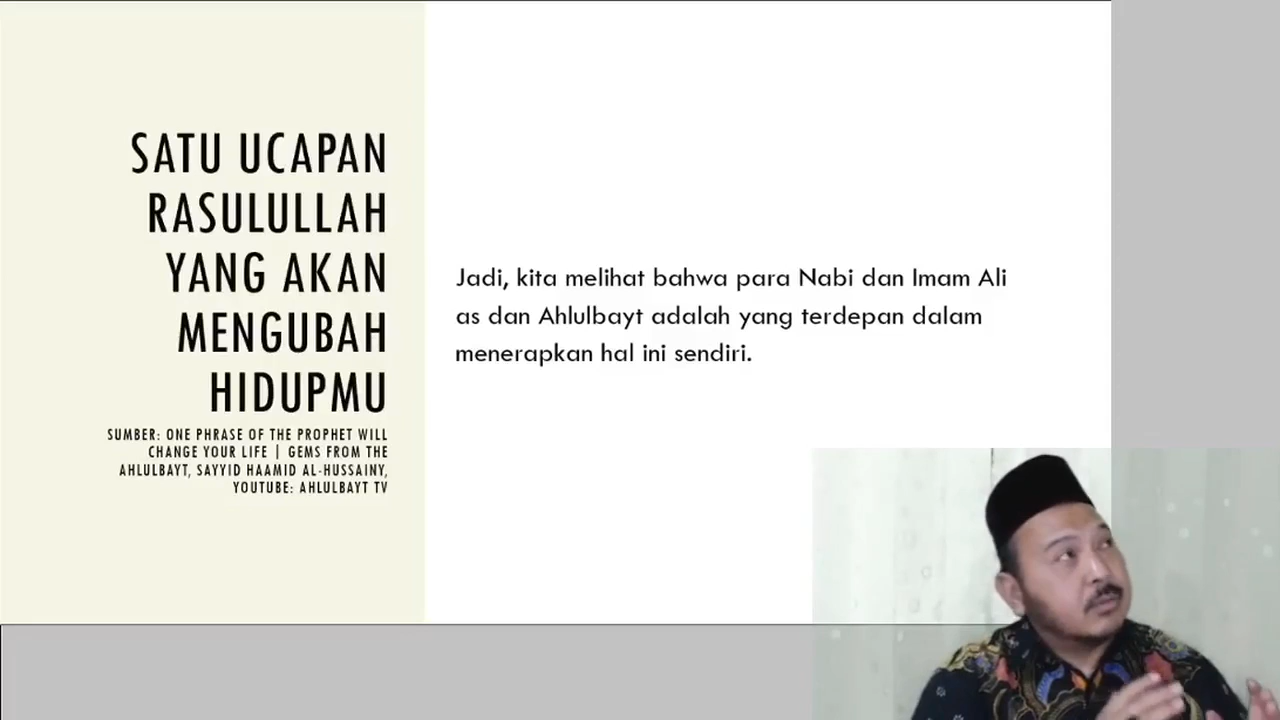 SATU UCAPAN
RASULULLAH
YANG AKAN
MENGUBAH
HIDUPMU
SUMBER: ONE PHRASE OF THE PROPHET WILL
CHANGE YOUR LIFE | GEMS FROM THE
AHLULBAYT, SAYYID HAAMID AL-HUSSAINY,
YOUTUBE: AHLULBAYT TV
Jadi, kita melihat bahwa para Nabi dan Imam Ali
as dan Ahlulbayt adalah yang terdepan dalam
menerapkan hal ini sendiri.